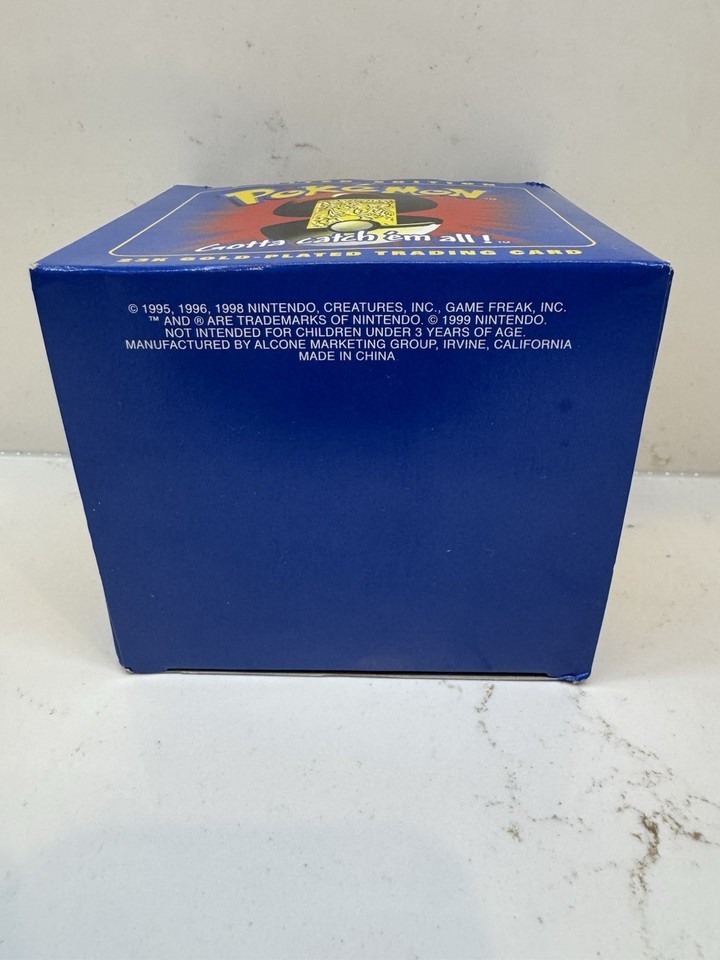 POKéMON™
Gotta catch 'em all!™
23K GOLD-PLATED TRADING CARD
© 1995, 1996, 1998 NINTENDO, CREATURES, INC., GAME FREAK, INC.
™ AND ® ARE TRADEMARKS OF NINTENDO. © 1999 NINTENDO.
NOT INTENDED FOR CHILDREN UNDER 3 YEARS OF AGE.
MANUFACTURED BY ALCONE MARKETING GROUP, IRVINE, CALIFORNIA
MADE IN CHINA